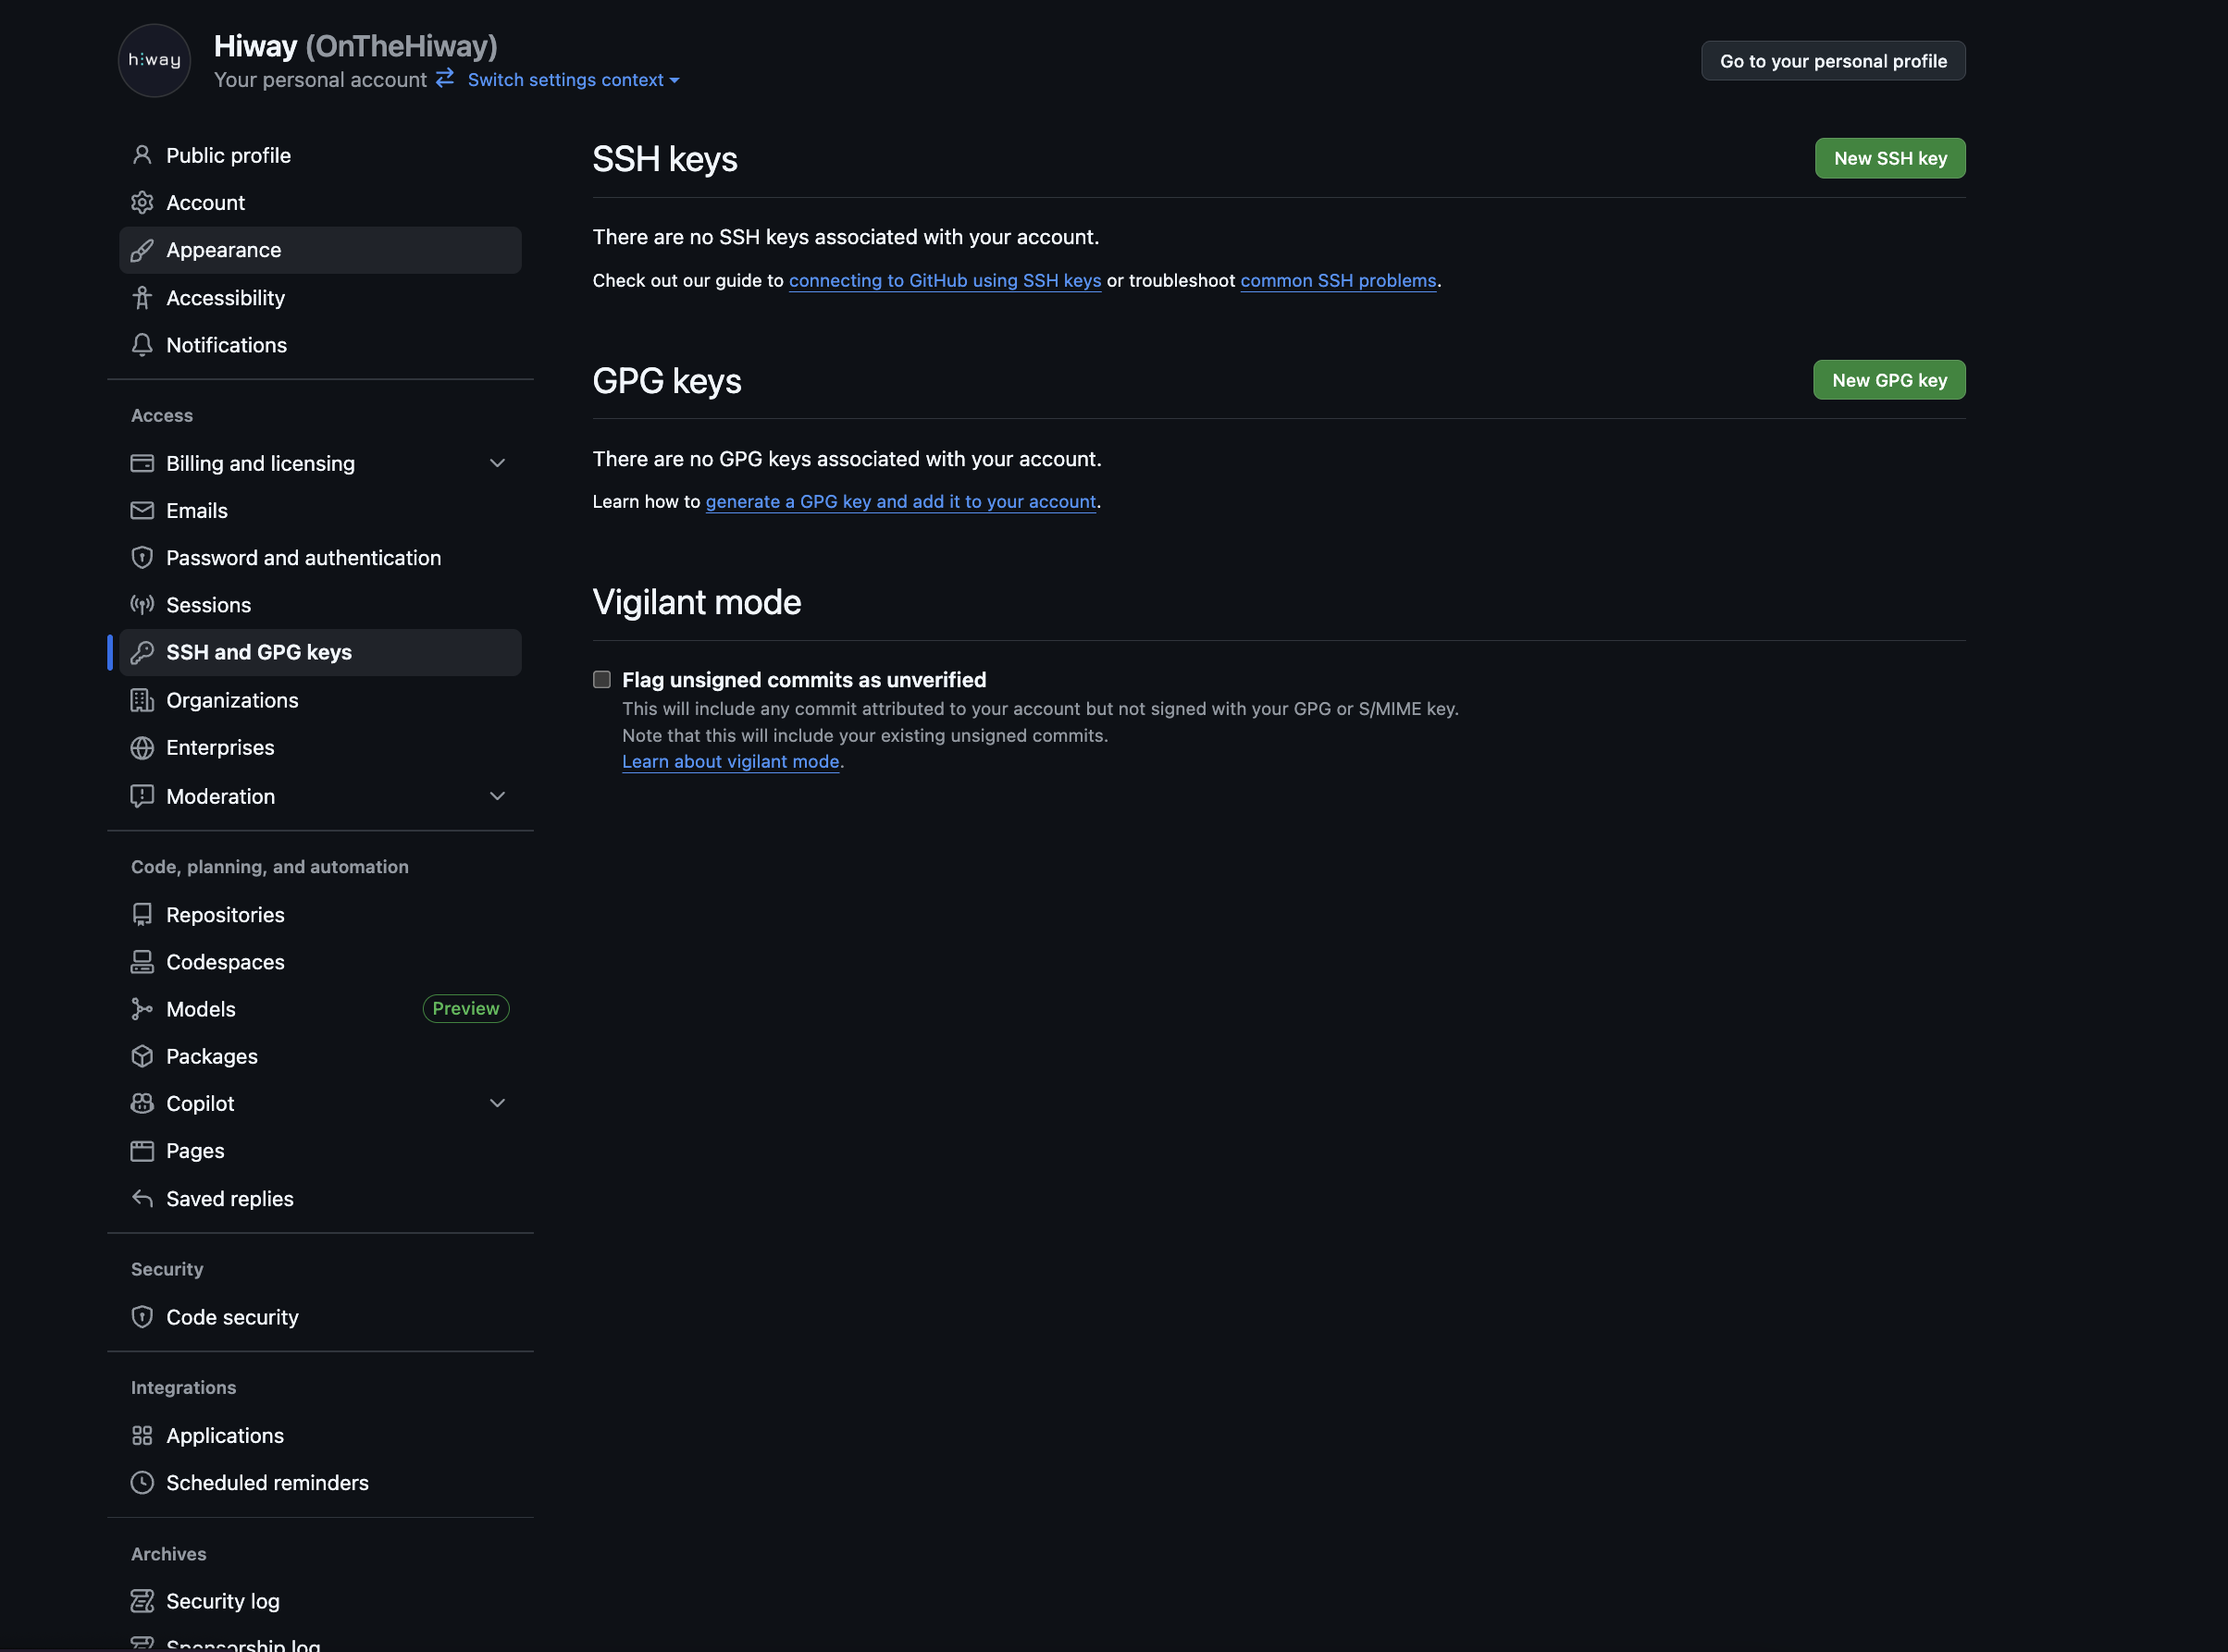 hiway
Hiway (OnTheHiway)
Your personal account Switch settings context
Go to your personal profile
Public profile
Account
Appearance
Accessibility
Notifications
Access
Billing and licensing
Emails
Password and authentication
Sessions
SSH and GPG keys
Organizations
Enterprises
Moderation
Code, planning, and automation
Repositories
Codespaces
Models Preview
Packages
Copilot
Pages
Saved replies
Security
Code security
Integrations
Applications
Scheduled reminders
Archives
Security log
Sponsorship log
SSH keys
New SSH key
There are no SSH keys associated with your account.
Check out our guide to connecting to GitHub using SSH keys or troubleshoot common SSH problems.
GPG keys
New GPG key
There are no GPG keys associated with your account.
Learn how to generate a GPG key and add it to your account.
Vigilant mode
Flag unsigned commits as unverified
This will include any commit attributed to your account but not signed with your GPG or S/MIME key.
Note that this will include your existing unsigned commits.
Learn about vigilant mode.